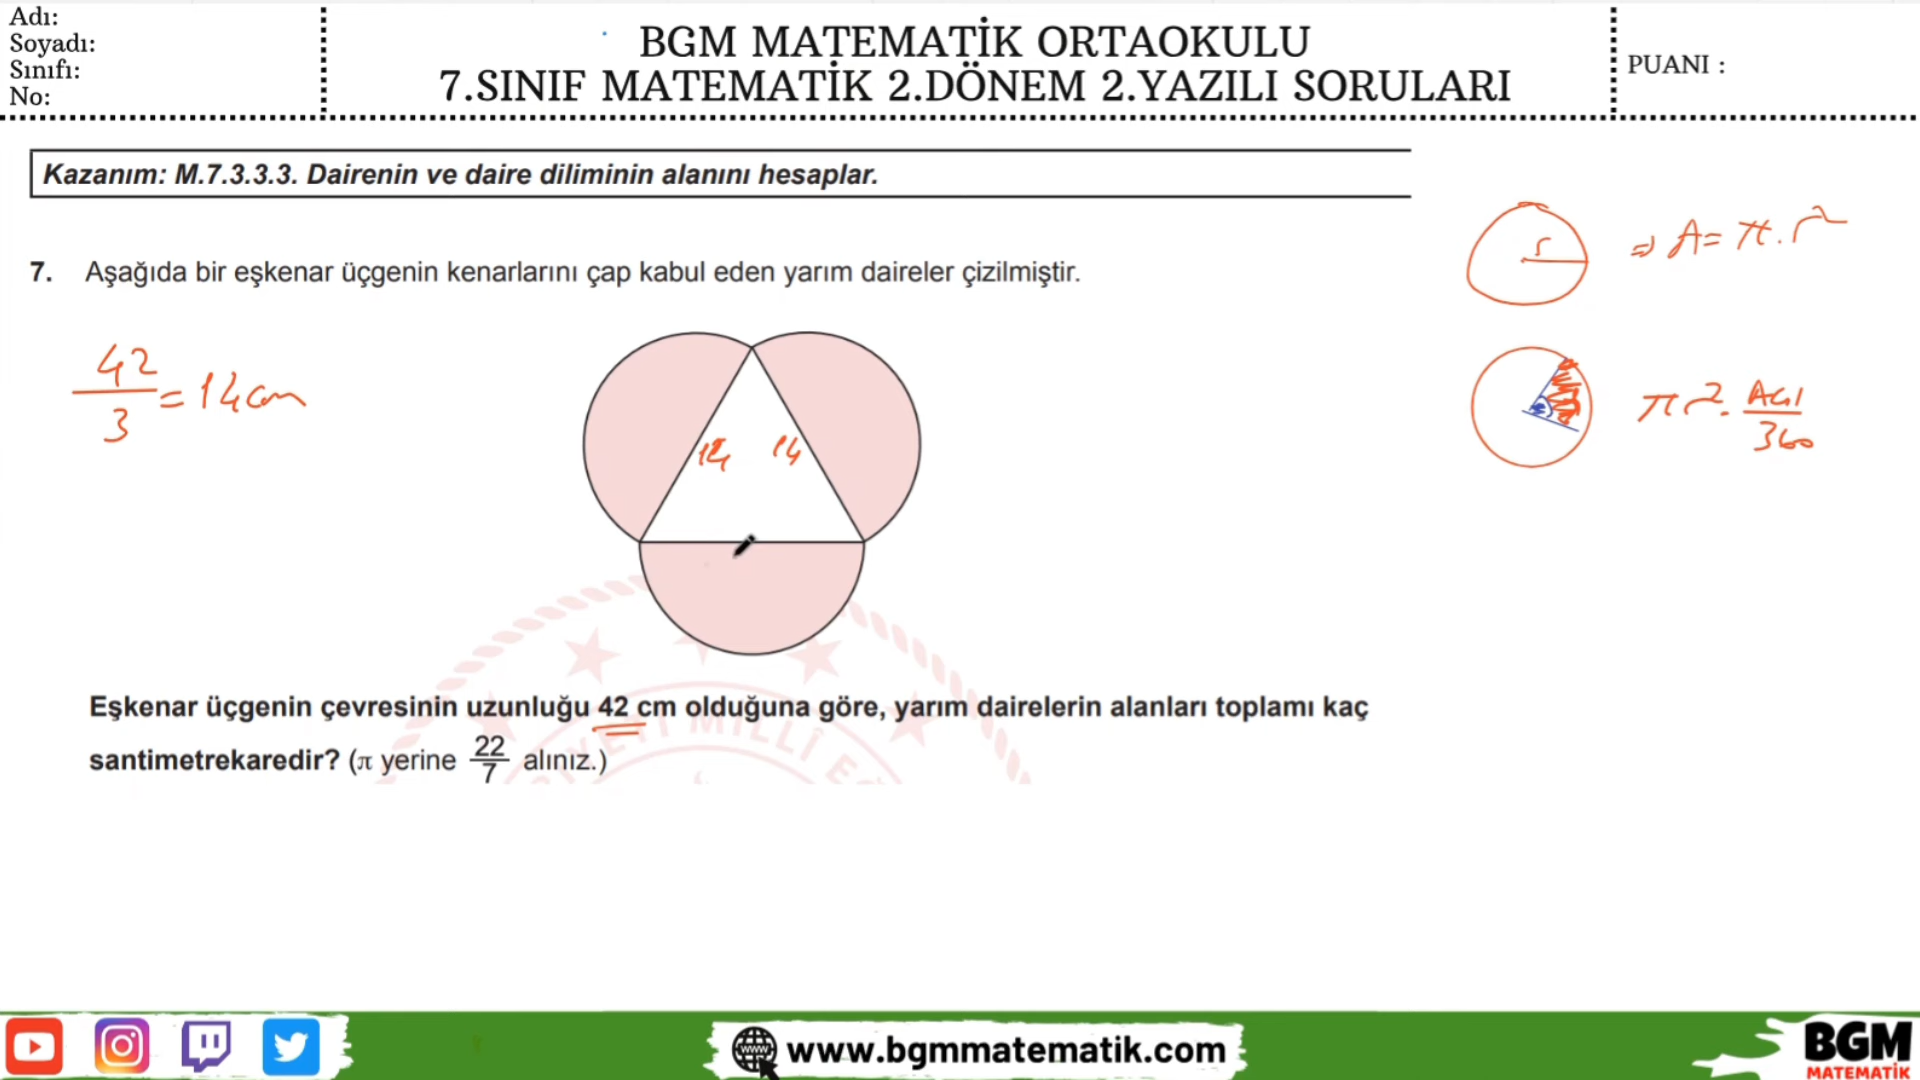 Adı:
Soyadı:
Sınıfı:
No:
BGM MATEMATİK ORTAOKULU
7.SINIF MATEMATİK 2.DÖNEM 2.YAZILI SORULARI
PUANI :
Kazanım: M.7.3.3.3. Dairenin ve daire diliminin alanını hesaplar.
r ⇒ A = π.r²
7. Aşağıda bir eşkenar üçgenin kenarlarını çap kabul eden yarım daireler çizilmiştir.
42/3 = 14cm
πr². Açı/360
14 14
Eşkenar üçgenin çevresinin uzunluğu 42 cm olduğuna göre, yarım dairelerin alanları toplamı kaç
santimetrekaredir? (π yerine 22/7 alınız.)
www.bgmmatematik.com
BGM
MATEMATİK